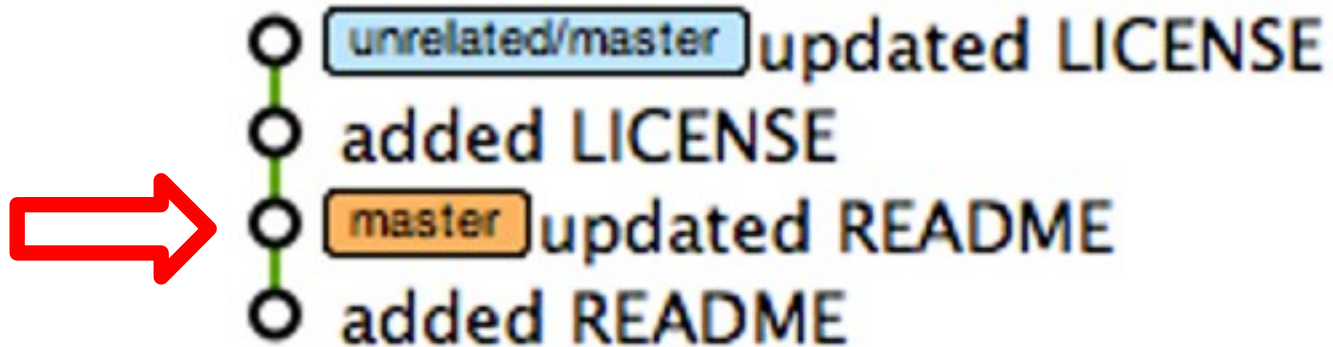 unrelated/master updated LICENSE
added LICENSE
master updated README
added README